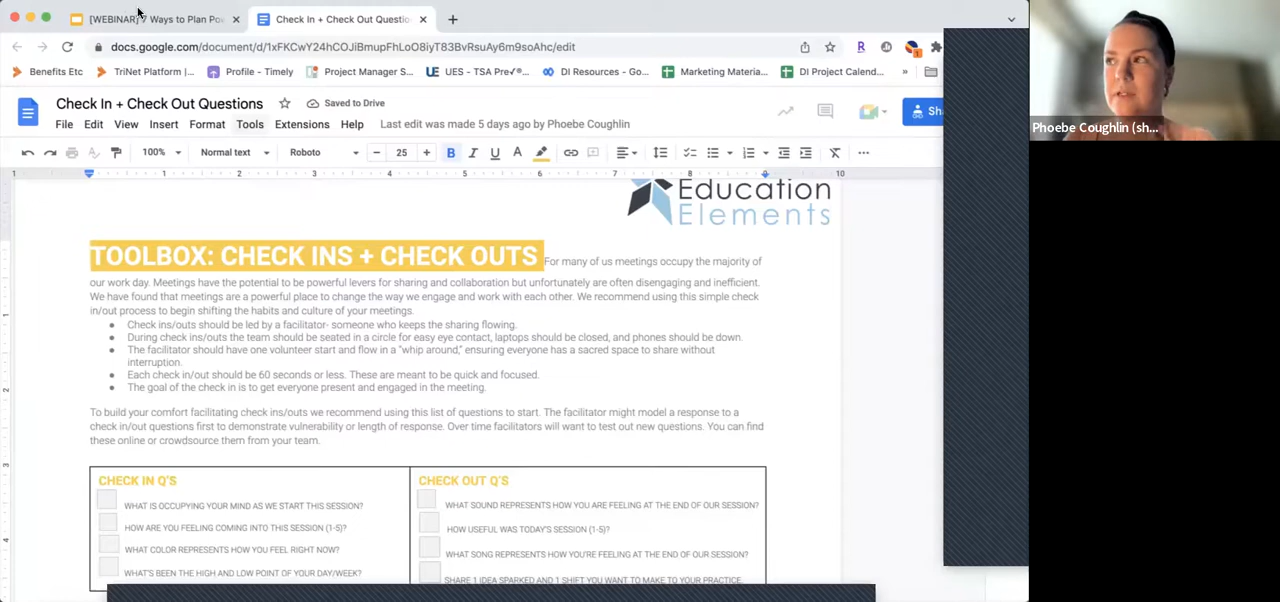 [WEBINAR] 7 Ways to Plan Po
Check In + Check Out Questio
docs.google.com/document/d/1xFKCwY24hCOJiBmupFhLoO8iyT83BvRsuAy6m9soAhc/edit
Benefits Etc
TriNet Platform |...
Profile - Timely
Project Manager S...
UES - TSA Pre✓®...
DI Resources - Go...
Marketing Materia...
DI Project Calend...
Check In + Check Out Questions
Saved to Drive
File Edit View Insert Format Tools Extensions Help
Last edit was made 5 days ago by Phoebe Coughlin
Sha
100% Normal text Roboto 25
1 1 2 3 4 5 6 7 8 9 10
Education
Elements
TOOLBOX: CHECK INS + CHECK OUTS For many of us meetings occupy the majority of
our work day. Meetings have the potential to be powerful levers for sharing and collaboration but unfortunately are often disengaging and inefficient.
We have found that meetings are a powerful place to change the way we engage and work with each other. We recommend using this simple check
in/out process to begin shifting the habits and culture of your meetings.
● Check ins/outs should be led by a facilitator- someone who keeps the sharing flowing.
● During check ins/outs the team should be seated in a circle for easy eye contact, laptops should be closed, and phones should be down.
● The facilitator should have one volunteer start and flow in a "whip around," ensuring everyone has a sacred space to share without
interruption.
● Each check in/out should be 60 seconds or less. These are meant to be quick and focused.
● The goal of the check in is to get everyone present and engaged in the meeting.
To build your comfort facilitating check ins/outs we recommend using this list of questions to start. The facilitator might model a response to a
check in/out questions first to demonstrate vulnerability or length of response. Over time facilitators will want to test out new questions. You can find
these online or crowdsource them from your team.
CHECK IN Q'S
WHAT IS OCCUPYING YOUR MIND AS WE START THIS SESSION?
HOW ARE YOU FEELING COMING INTO THIS SESSION (1-5)?
WHAT COLOR REPRESENTS HOW YOU FEEL RIGHT NOW?
WHAT'S BEEN THE HIGH AND LOW POINT OF YOUR DAY/WEEK?
CHECK OUT Q'S
WHAT SOUND REPRESENTS HOW YOU ARE FEELING AT THE END OF OUR SESSION?
HOW USEFUL WAS TODAY'S SESSION (1-5)?
WHAT SONG REPRESENTS HOW YOU'RE FEELING AT THE END OF OUR SESSION?
SHARE 1 IDEA SPARKED AND 1 SHIFT YOU WANT TO MAKE TO YOUR PRACTICE.
Phoebe Coughlin (sh...